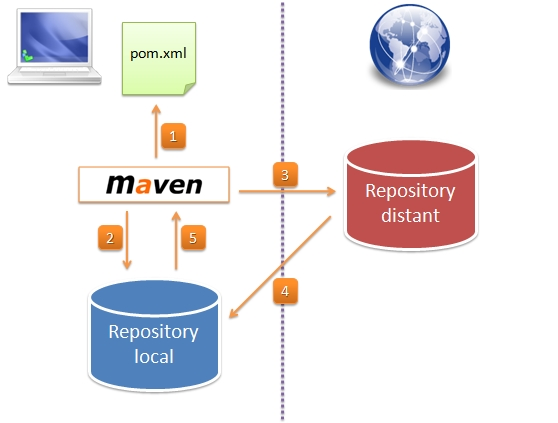 pom.xml
1
maven
3
Repository
distant
2
5
4
Repository
local